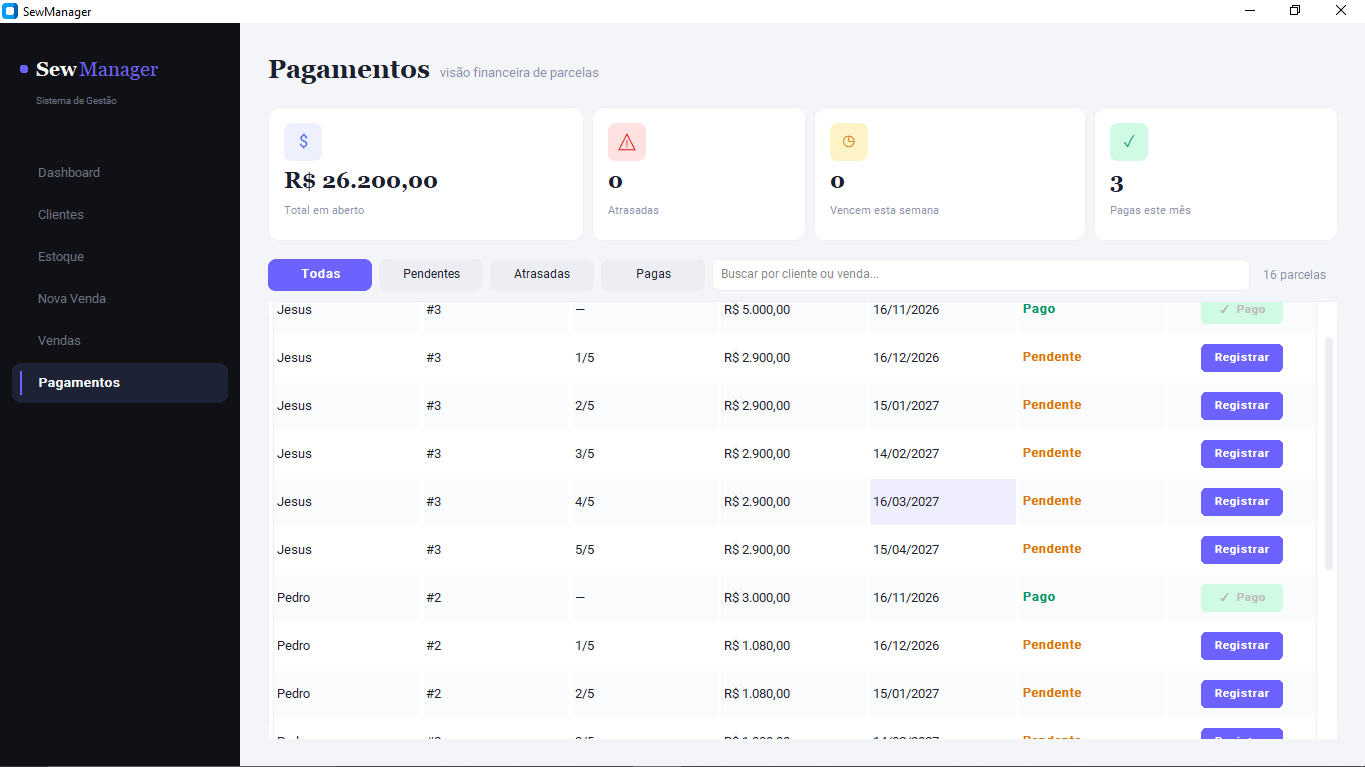 SewManager
SewManager
Sistema de Gestão
Dashboard
Clientes
Estoque
Nova Venda
Vendas
Pagamentos
Pagamentos visão financeira de parcelas
$
R$ 26.200,00
Total em aberto
0
Atrasadas
0
Vencem esta semana
✓
3
Pagas este mês
Todas Pendentes Atrasadas Pagas Buscar por cliente ou venda... 16 parcelas
Jesus #3 — R$ 5.000,00 16/11/2026 Pago ✓ Pago
Jesus #3 1/5 R$ 2.900,00 16/12/2026 Pendente Registrar
Jesus #3 2/5 R$ 2.900,00 15/01/2027 Pendente Registrar
Jesus #3 3/5 R$ 2.900,00 14/02/2027 Pendente Registrar
Jesus #3 4/5 R$ 2.900,00 16/03/2027 Pendente Registrar
Jesus #3 5/5 R$ 2.900,00 15/04/2027 Pendente Registrar
Pedro #2 — R$ 3.000,00 16/11/2026 Pago ✓ Pago
Pedro #2 1/5 R$ 1.080,00 16/12/2026 Pendente Registrar
Pedro #2 2/5 R$ 1.080,00 15/01/2027 Pendente Registrar